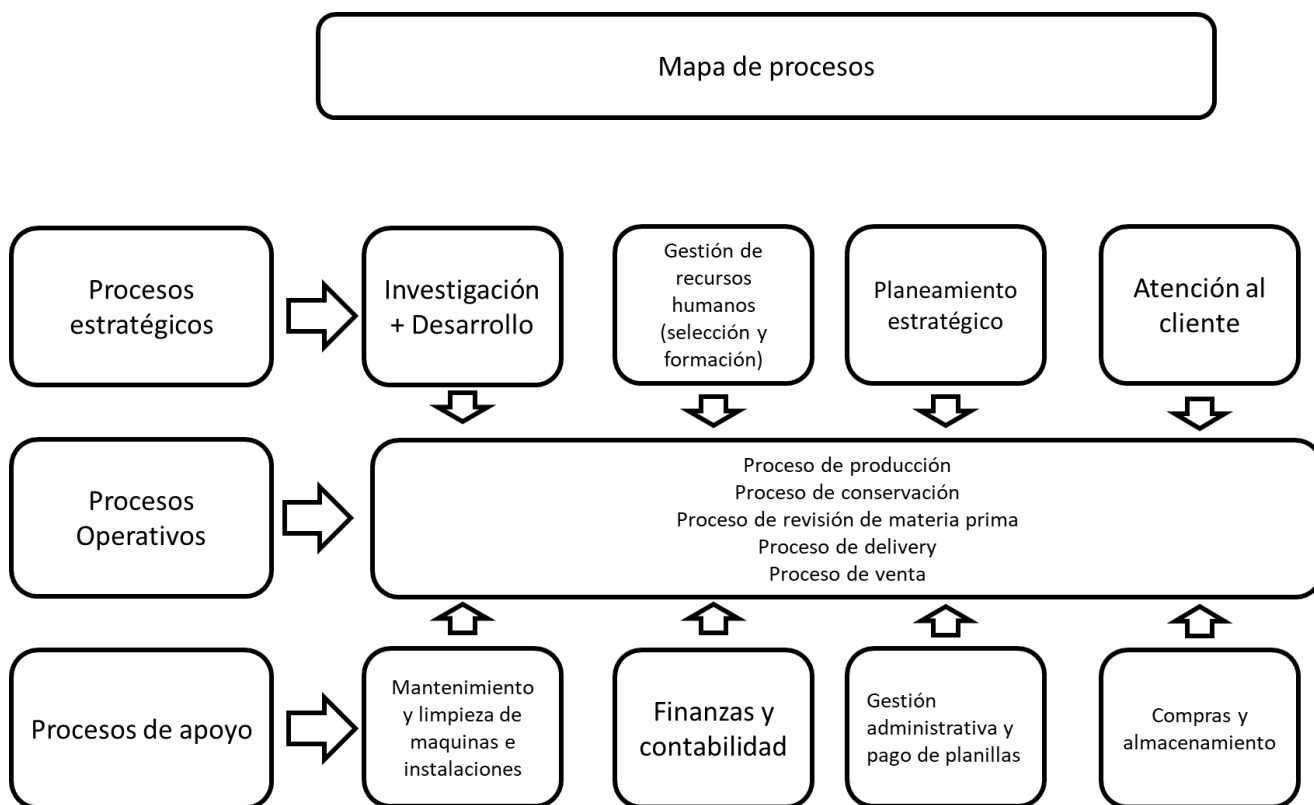 Mapa de procesos
Procesos
estratégicos
Investigación
+ Desarrollo
Gestión de
recursos
humanos
(selección y
formación)
Planeamiento
estratégico
Atención al
cliente
Procesos
Operativos
Proceso de producción
Proceso de conservación
Proceso de revisión de materia prima
Proceso de delivery
Proceso de venta
Procesos de apoyo
Mantenimiento
y limpieza de
maquinas e
instalaciones
Finanzas y
contabilidad
Gestión
administrativa y
pago de planillas
Compras y
almacenamiento